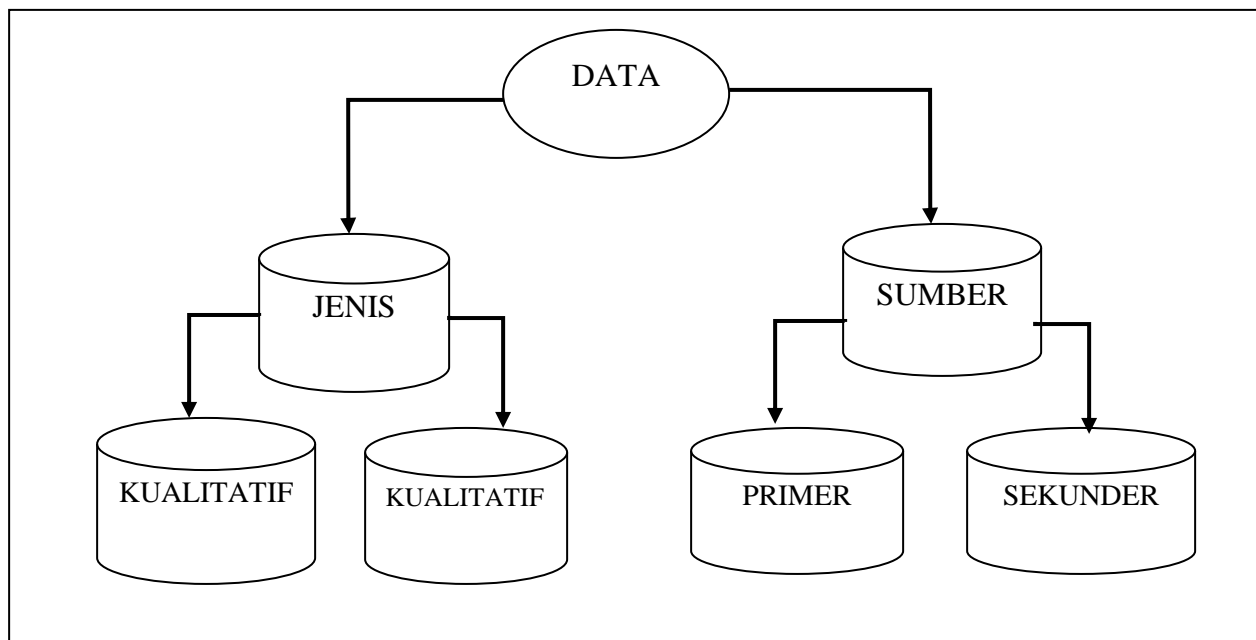 DATA
JENIS
SUMBER
KUALITATIF
KUALITATIF
PRIMER
SEKUNDER